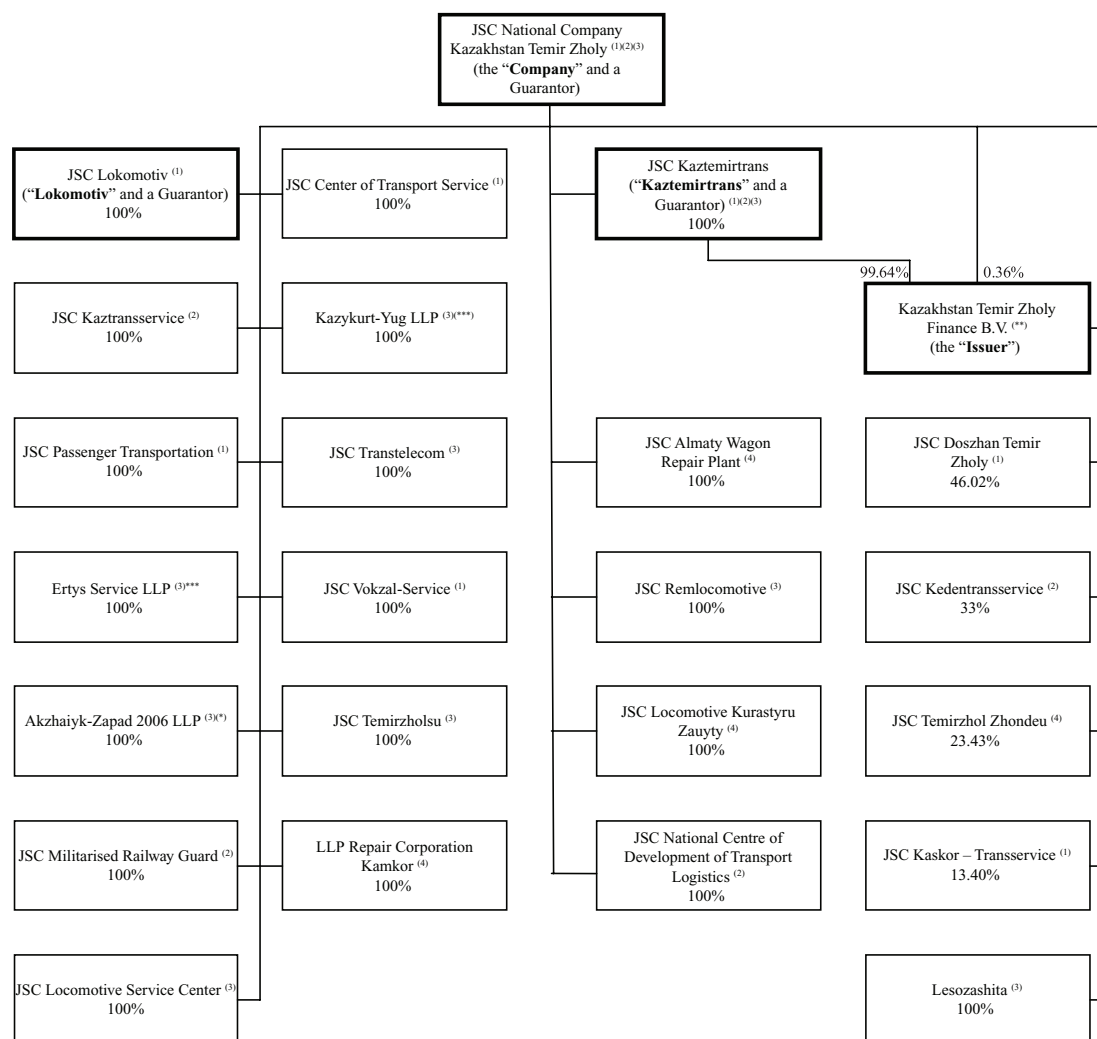 JSC National Company
Kazakhstan Temir Zholy (1)(2)(3)
(the “Company” and a
Guarantor)
JSC Lokomotiv (1)
(“Lokomotiv” and a Guarantor)
100%
JSC Center of Transport Service (1)
100%
JSC Kaztemirtrans
(“Kaztemirtrans” and a
Guarantor) (1)(2)(3)
100%
99.64%
0.36%
JSC Kaztransservice (2)
100%
Kazykurt-Yug LLP (3)(***)
100%
Kazakhstan Temir Zholy
Finance B.V. (**)
(the “Issuer”)
JSC Passenger Transportation (1)
100%
JSC Transtelecom (3)
100%
JSC Almaty Wagon
Repair Plant (4)
100%
JSC Doszhan Temir
Zholy (1)
46.02%
Ertys Service LLP (3)***
100%
JSC Vokzal-Service (1)
100%
JSC Remlocomotive (3)
100%
JSC Kedentransservice (2)
33%
Akzhaiyk-Zapad 2006 LLP (3)(*)
100%
JSC Temirzholsu (3)
100%
JSC Locomotive Kurastyru
Zauyty (4)
100%
JSC Temirzhol Zhondeu (4)
23.43%
JSC Militarised Railway Guard (2)
100%
LLP Repair Corporation
Kamkor (4)
100%
JSC National Centre of
Development of Transport
Logistics (2)
100%
JSC Kaskor – Transservice (1)
13.40%
JSC Locomotive Service Center (3)
100%
Lesozashita (3)
100%